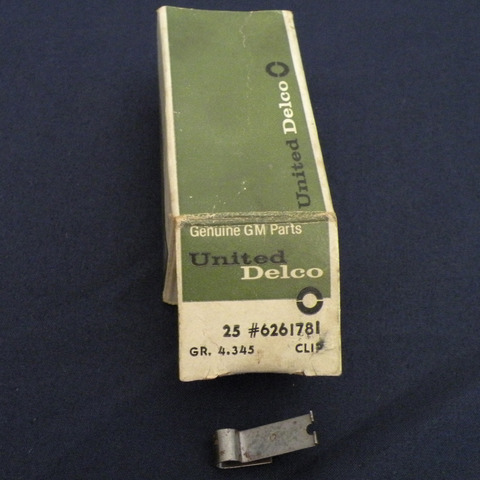 United Delco
Genuine GM Parts
United
Delco
25 #6261781
GR. 4.345 CLIP